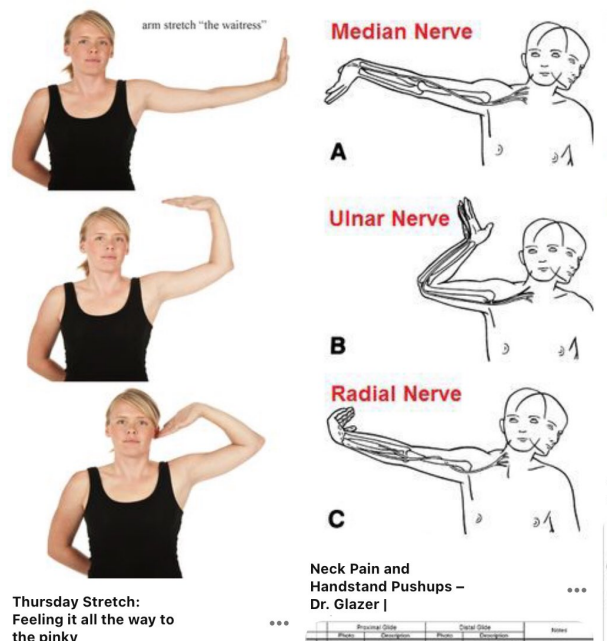 arm stretch “the waitress”
Median Nerve
A
Ulnar Nerve
B
Radial Nerve
C
Thursday Stretch:
Feeling it all the way to
the pinky
Neck Pain and
Handstand Pushups –
Dr. Glazer |
Proximal Glide
Distal Glide
Notes
Photo
Description
Photo
Description